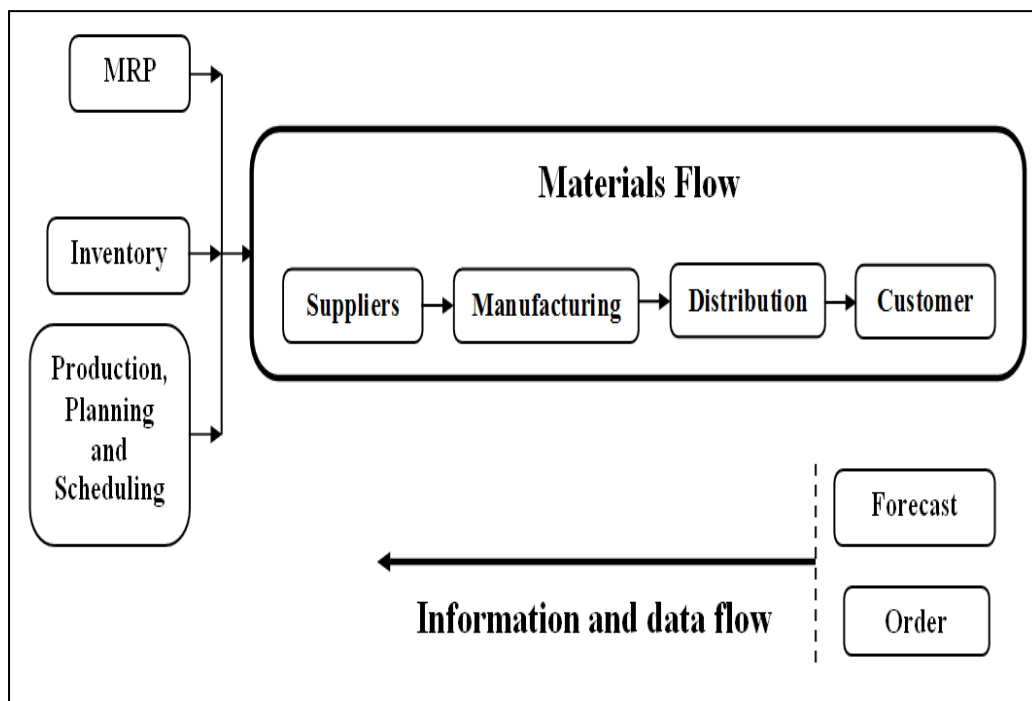 MRP
Inventory
Production,
Planning
and
Scheduling
Materials Flow
Suppliers
Manufacturing
Distribution
Customer
Forecast
Order
Information and data flow